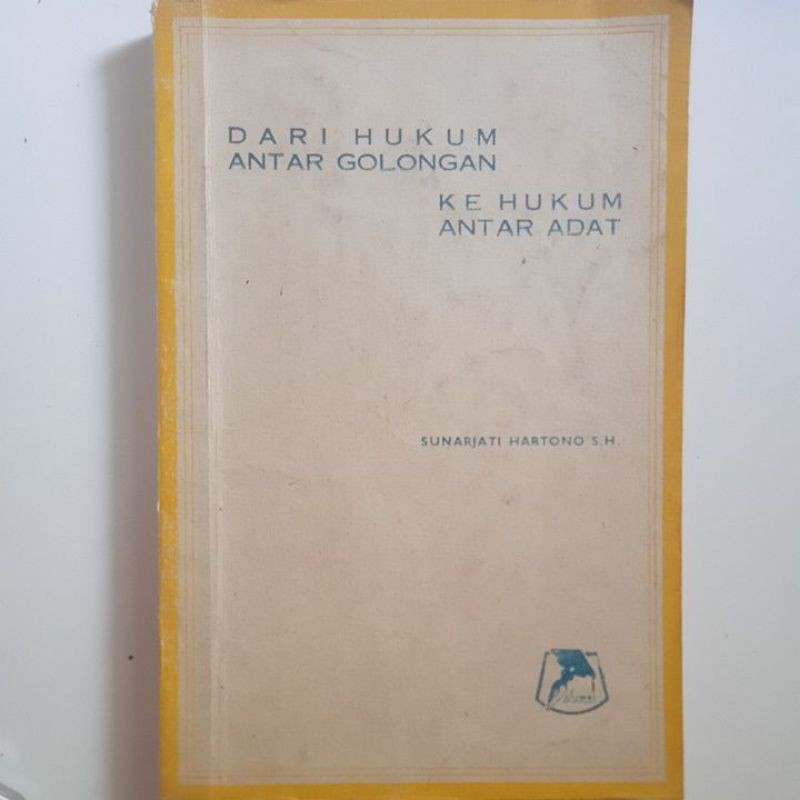 DARI HUKUM
ANTAR GOLONGAN
KE HUKUM
ANTAR ADAT
SUNARJATI HARTONO S.H.